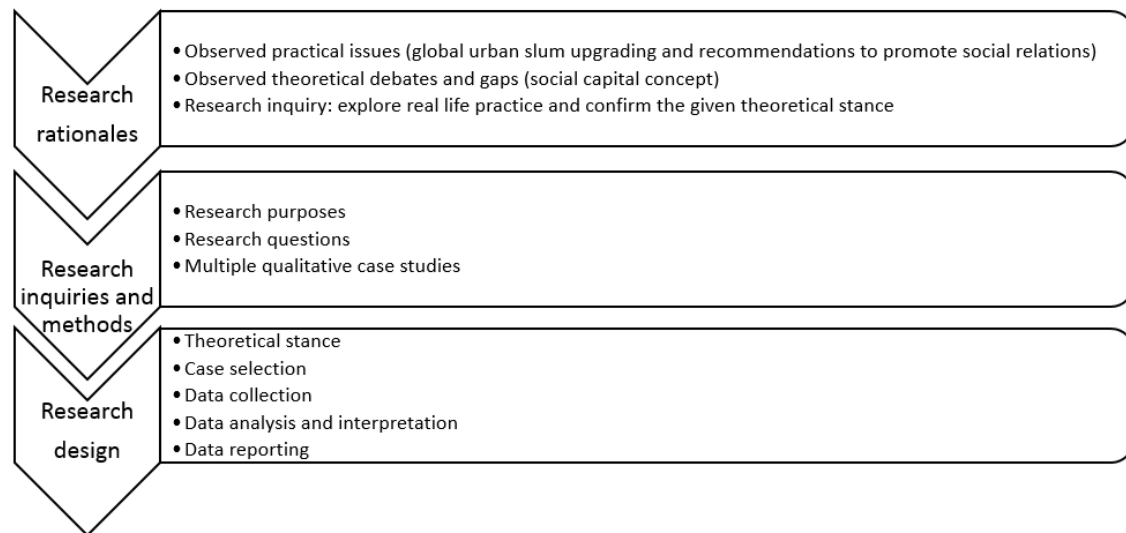 Research
rationales
• Observed practical issues (global urban slum upgrading and recommendations to promote social relations)
• Observed theoretical debates and gaps (social capital concept)
• Research inquiry: explore real life practice and confirm the given theoretical stance
Research
inquiries and
methods
• Research purposes
• Research questions
• Multiple qualitative case studies
Research
design
• Theoretical stance
• Case selection
• Data collection
• Data analysis and interpretation
• Data reporting